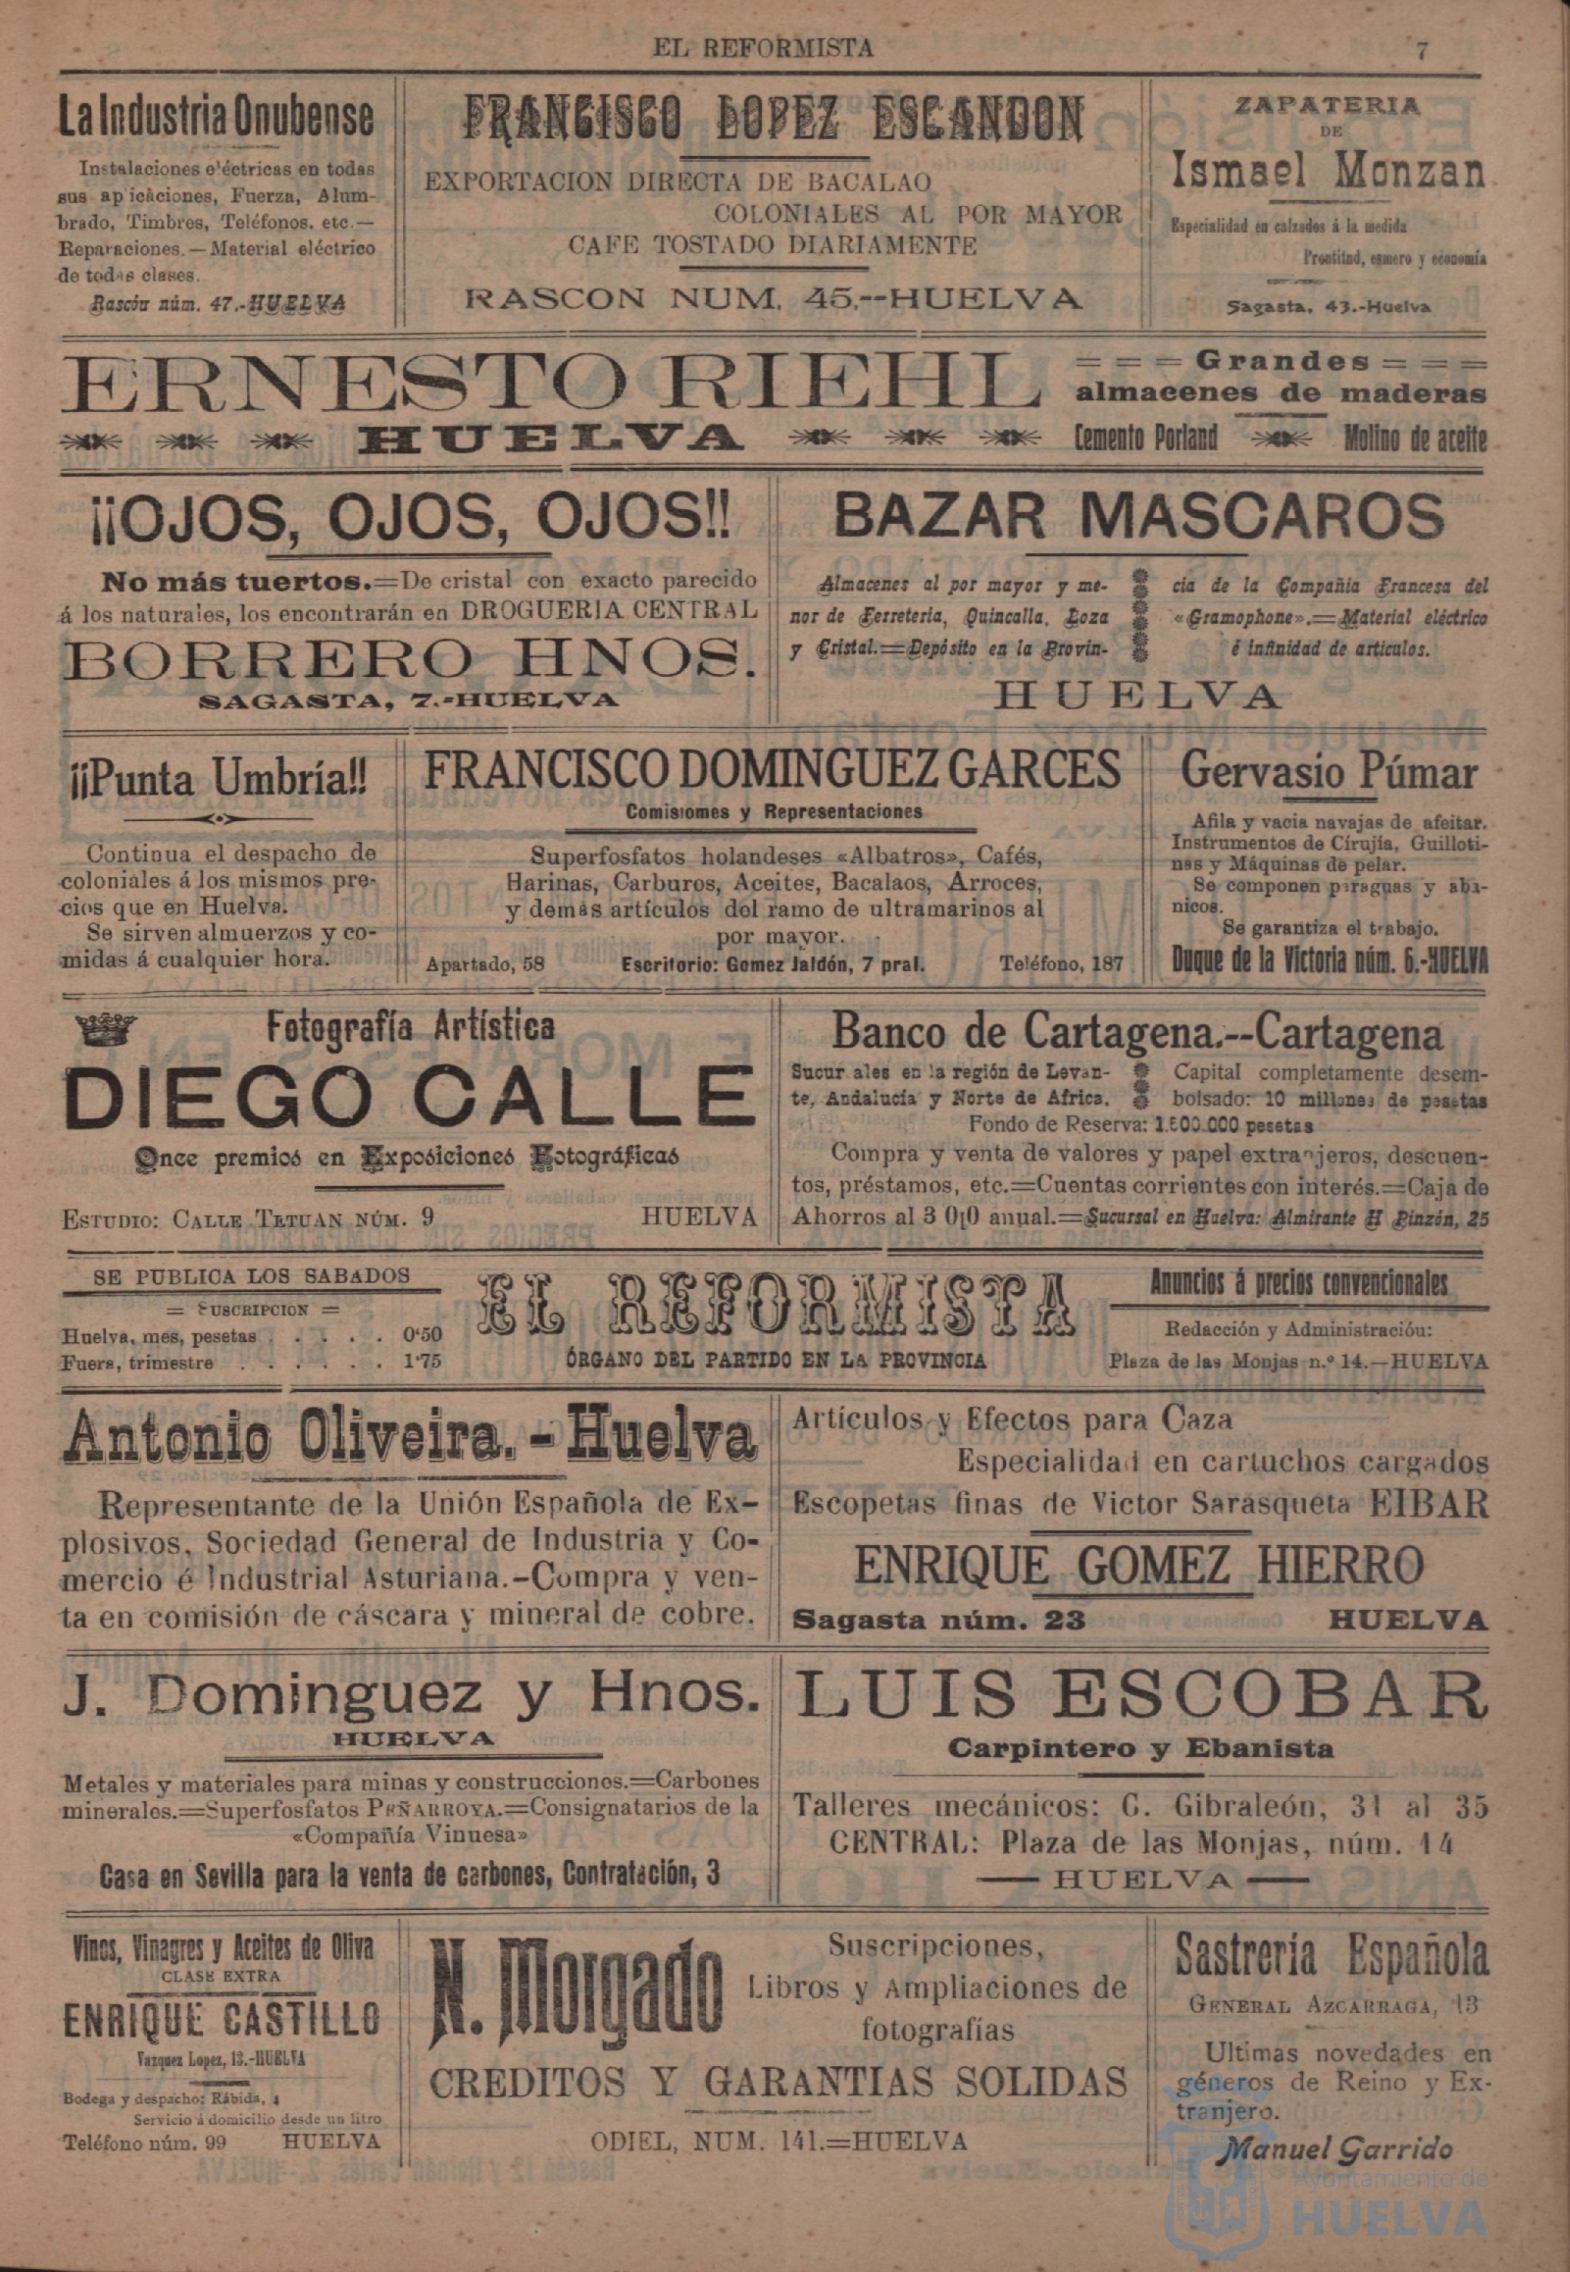 EL REFORMISTA
7
La Industria Onubense
Instalaciones eléctricas en todas
sus aplicaciones, Fuerza, Alum-
brado, Timbres, Teléfonos. etc.—
Reparaciones.—Material eléctrico
de todas clases.
Rascón núm. 47.-HUELVA
FRANCISCO LOPEZ ESCANDON
EXPORTACION DIRECTA DE BACALAO
COLONIALES AL POR MAYOR
CAFE TOSTADO DIARIAMENTE
RASCON NUM. 45.--HUELVA
ZAPATERIA
DE
Ismael Monzan
Especialidad en calzados á la medida
Prontitud, esmero y economía
Sagasta, 43.-Huelva
ERNESTO RIEHL
HUELVA
= = = Grandes = = =
almacenes de maderas
Cemento Porland Molino de aceite
¡¡OJOS, OJOS, OJOS!!
No más tuertos.=De cristal con exacto parecido
á los naturales, los encontrarán en DROGUERIA CENTRAL
BORRERO HNOS.
SAGASTA, 7.-HUELVA
BAZAR MASCAROS
Almacenes al por mayor y me-
nor de Ferreteria, Quincalla, Loza
y Cristal.=Depósito en la Provin-
cia de la Compañia Francesa del
«Gramophone».=Material eléctrico
é infinidad de articulos.
HUELVA
¡¡Punta Umbría!!
Continua el despacho de
coloniales á los mismos pre-
cios que en Huelva.
Se sirven almuerzos y co-
midas á cualquier hora.
FRANCISCO DOMINGUEZ GARCES
Comisiomes y Representaciones
Superfosfatos holandeses «Albatros», Cafés,
Harinas, Carburos, Aceites, Bacalaos, Arroces,
y demás artículos del ramo de ultramarinos al
por mayor.
Apartado, 58 Escritorio: Gomez Jaldón, 7 pral. Teléfono, 187
Gervasio Púmar
Afila y vacia navajas de afeitar.
Instrumentos de Cirujía, Guilloti-
nas y Máquinas de pelar.
Se componen paraguas y aba-
nicos.
Se garantiza el trabajo.
Duque de la Victoria núm. 6.-HUELVA
Fotografía Artística
DIEGO CALLE
Once premios en Exposiciones Fotográficas
ESTUDIO: CALLE TETUAN NÚM. 9 HUELVA
Banco de Cartagena.--Cartagena
Sucursales en la región de Levan-
te, Andalucía y Norte de Africa.
Capital completamente desem-
bolsado: 10 millones de pesetas
Fondo de Reserva: 1.500.000 pesetas
Compra y venta de valores y papel extranjeros, descuen-
tos, préstamos, etc.=Cuentas corrientes con interés.=Caja de
Ahorros al 3 0¡0 anual.=Sucursal en Huelva: Almirante H Pinzón, 25
SE PUBLICA LOS SABADOS
= SUSCRIPCION =
Huelva, mes, pesetas . . . . . 0‘50
Fuera, trimestre . . . . . . 1‘75
EL REFORMISTA
ÓRGANO DEL PARTIDO EN LA PROVINCIA
Anuncios á precios convencionales
Redacción y Administracióu:
Plaza de las Monjas n.º 14.—HUELVA
Antonio Oliveira.-Huelva
Representante de la Unión Española de Ex-
plosivos, Sociedad General de Industria y Co-
mercio é Industrial Asturiana.-Compra y ven-
ta en comisión de cáscara y mineral de cobre.
Artículos y Efectos para Caza
Especialidad en cartuchos cargados
Escopetas finas de Victor Sarasqueta EIBAR
ENRIQUE GOMEZ HIERRO
Sagasta núm. 23 HUELVA
J. Dominguez y Hnos.
HUELVA
Metales y materiales para minas y construcciones.=Carbones
minerales.=Superfosfatos PEÑARROYA.=Consignatarios de la
«Compañía Vinuesa»
Casa en Sevilla para la venta de carbones, Contratación, 3
LUIS ESCOBAR
Carpintero y Ebanista
Talleres mecánicos: C. Gibraleón, 31 al 35
CENTRAL: Plaza de las Monjas, núm. 14
— HUELVA —
Vinos, Vinagres y Aceites de Oliva
CLASE EXTRA
ENRIQUE CASTILLO
Vazquez Lopez, 13.-HUELVA
Bodega y despacho: Rábida, 4
Servicio á domicilio desde un litro
Teléfono núm. 99 HUELVA
N. Morgado
Suscripciones,
Libros y Ampliaciones de
fotografías
CREDITOS Y GARANTIAS SOLIDAS
ODIEL, NUM. 141.=HUELVA
Sastrería Española
GENERAL AZCARRAGA, 13
Ultimas novedades en
géneros de Reino y Ex-
tranjero.
Manuel Garrido
Ayuntamiento de
HUELVA